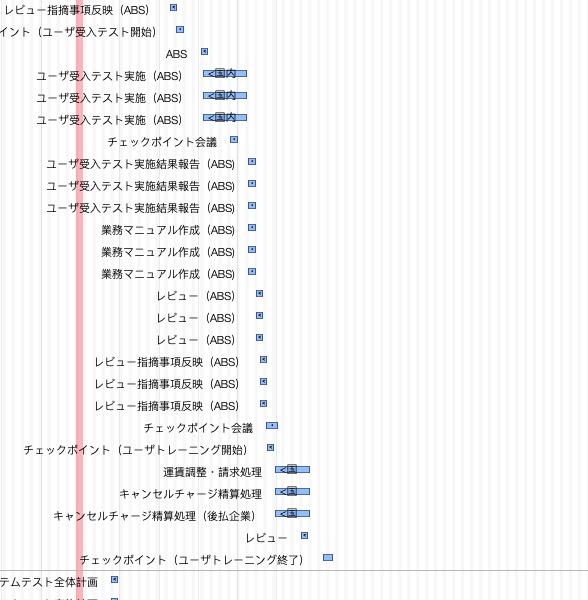 レビュー指摘事項反映（ABS）
イント（ユーザ受入テスト開始）
ABS
ユーザ受入テスト実施（ABS） <国内
ユーザ受入テスト実施（ABS） <国内
ユーザ受入テスト実施（ABS） <国内
チェックポイント会議
ユーザ受入テスト実施結果報告（ABS）
ユーザ受入テスト実施結果報告（ABS）
ユーザ受入テスト実施結果報告（ABS）
業務マニュアル作成（ABS）
業務マニュアル作成（ABS）
業務マニュアル作成（ABS）
レビュー（ABS）
レビュー（ABS）
レビュー（ABS）
レビュー指摘事項反映（ABS）
レビュー指摘事項反映（ABS）
レビュー指摘事項反映（ABS）
チェックポイント会議
チェックポイント（ユーザトレーニング開始）
運賃調整・請求処理 <国
キャンセルチャージ精算処理 <国
キャンセルチャージ精算処理（後払企業） <国
レビュー
チェックポイント（ユーザトレーニング終了）
テムテスト全体計画